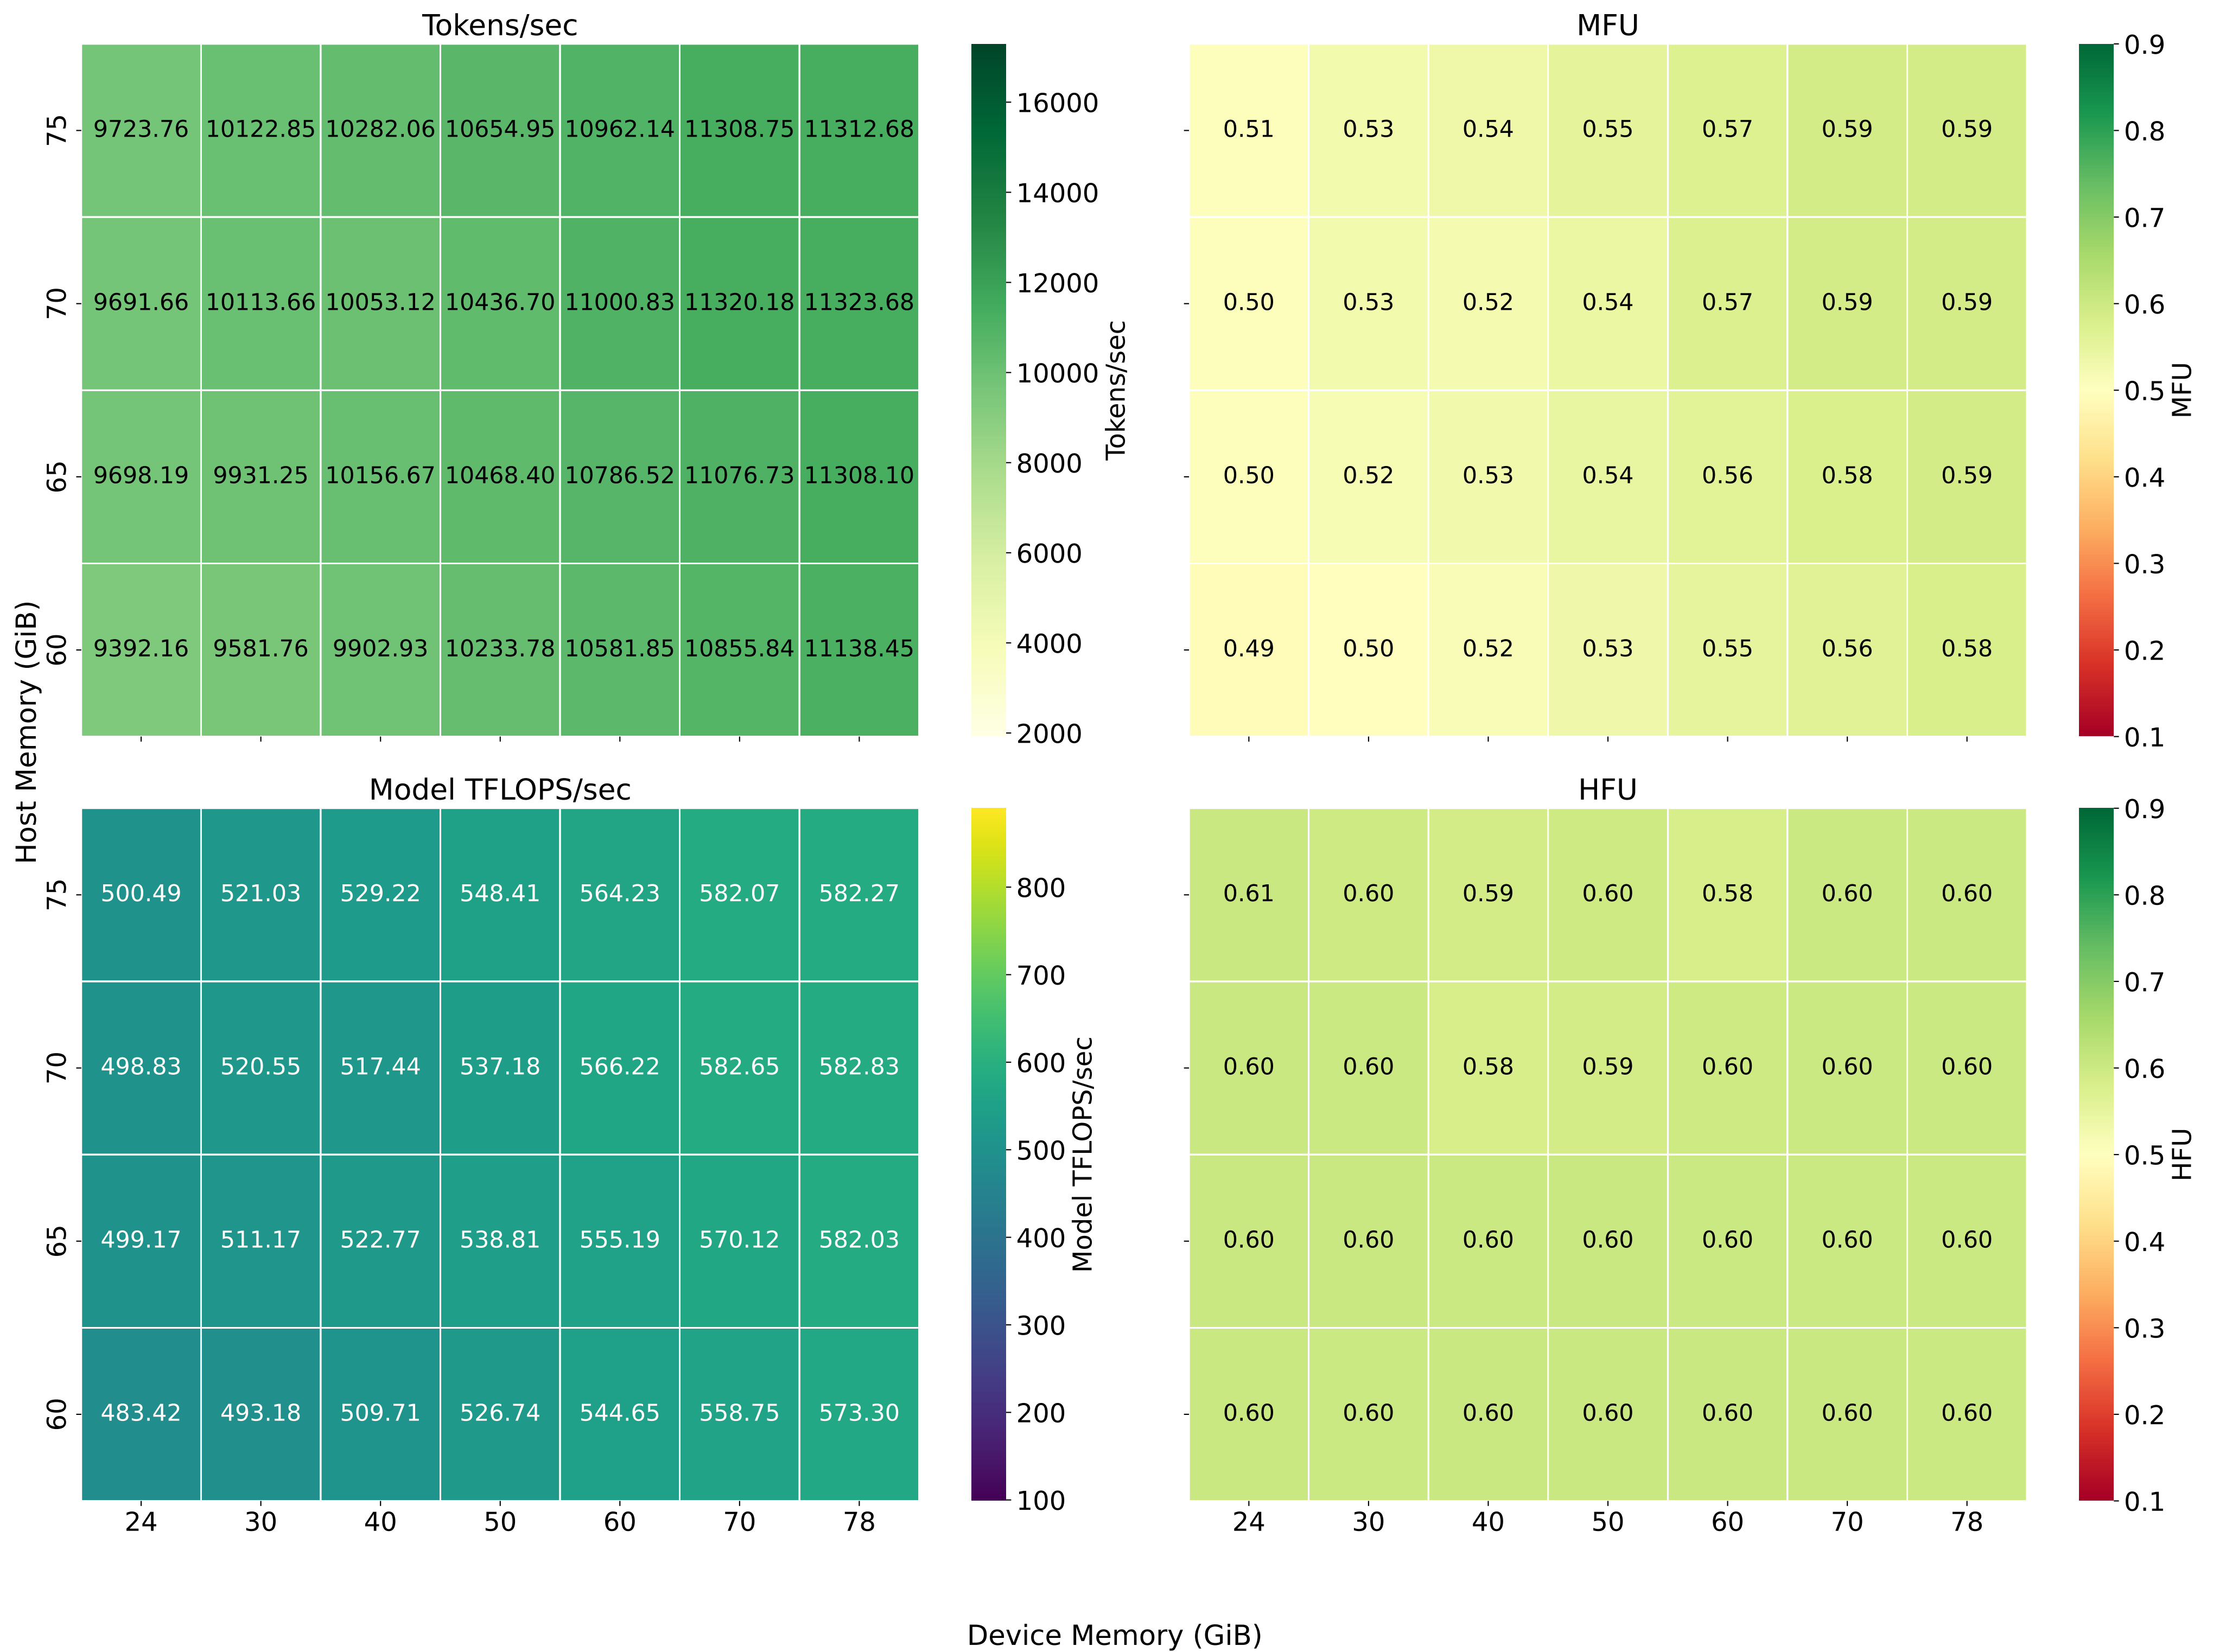 Tokens/sec
75 9723.76 10122.85 10282.06 10654.95 10962.14 11308.75 11312.68
70 9691.66 10113.66 10053.12 10436.70 11000.83 11320.18 11323.68
65 9698.19 9931.25 10156.67 10468.40 10786.52 11076.73 11308.10
60 9392.16 9581.76 9902.93 10233.78 10581.85 10855.84 11138.45
16000
14000
12000
10000
8000
6000
4000
2000
Tokens/sec
MFU
0.51 0.53 0.54 0.55 0.57 0.59 0.59
0.50 0.53 0.52 0.54 0.57 0.59 0.59
0.50 0.52 0.53 0.54 0.56 0.58 0.59
0.49 0.50 0.52 0.53 0.55 0.56 0.58
0.9
0.8
0.7
0.6
0.5
0.4
0.3
0.2
0.1
MFU
Host Memory (GiB)
Model TFLOPS/sec
75 500.49 521.03 529.22 548.41 564.23 582.07 582.27
70 498.83 520.55 517.44 537.18 566.22 582.65 582.83
65 499.17 511.17 522.77 538.81 555.19 570.12 582.03
60 483.42 493.18 509.71 526.74 544.65 558.75 573.30
24 30 40 50 60 70 78
800
700
600
500
400
300
200
100
Model TFLOPS/sec
HFU
0.61 0.60 0.59 0.60 0.58 0.60 0.60
0.60 0.60 0.58 0.59 0.60 0.60 0.60
0.60 0.60 0.60 0.60 0.60 0.60 0.60
0.60 0.60 0.60 0.60 0.60 0.60 0.60
24 30 40 50 60 70 78
0.9
0.8
0.7
0.6
0.5
0.4
0.3
0.2
0.1
HFU
Device Memory (GiB)